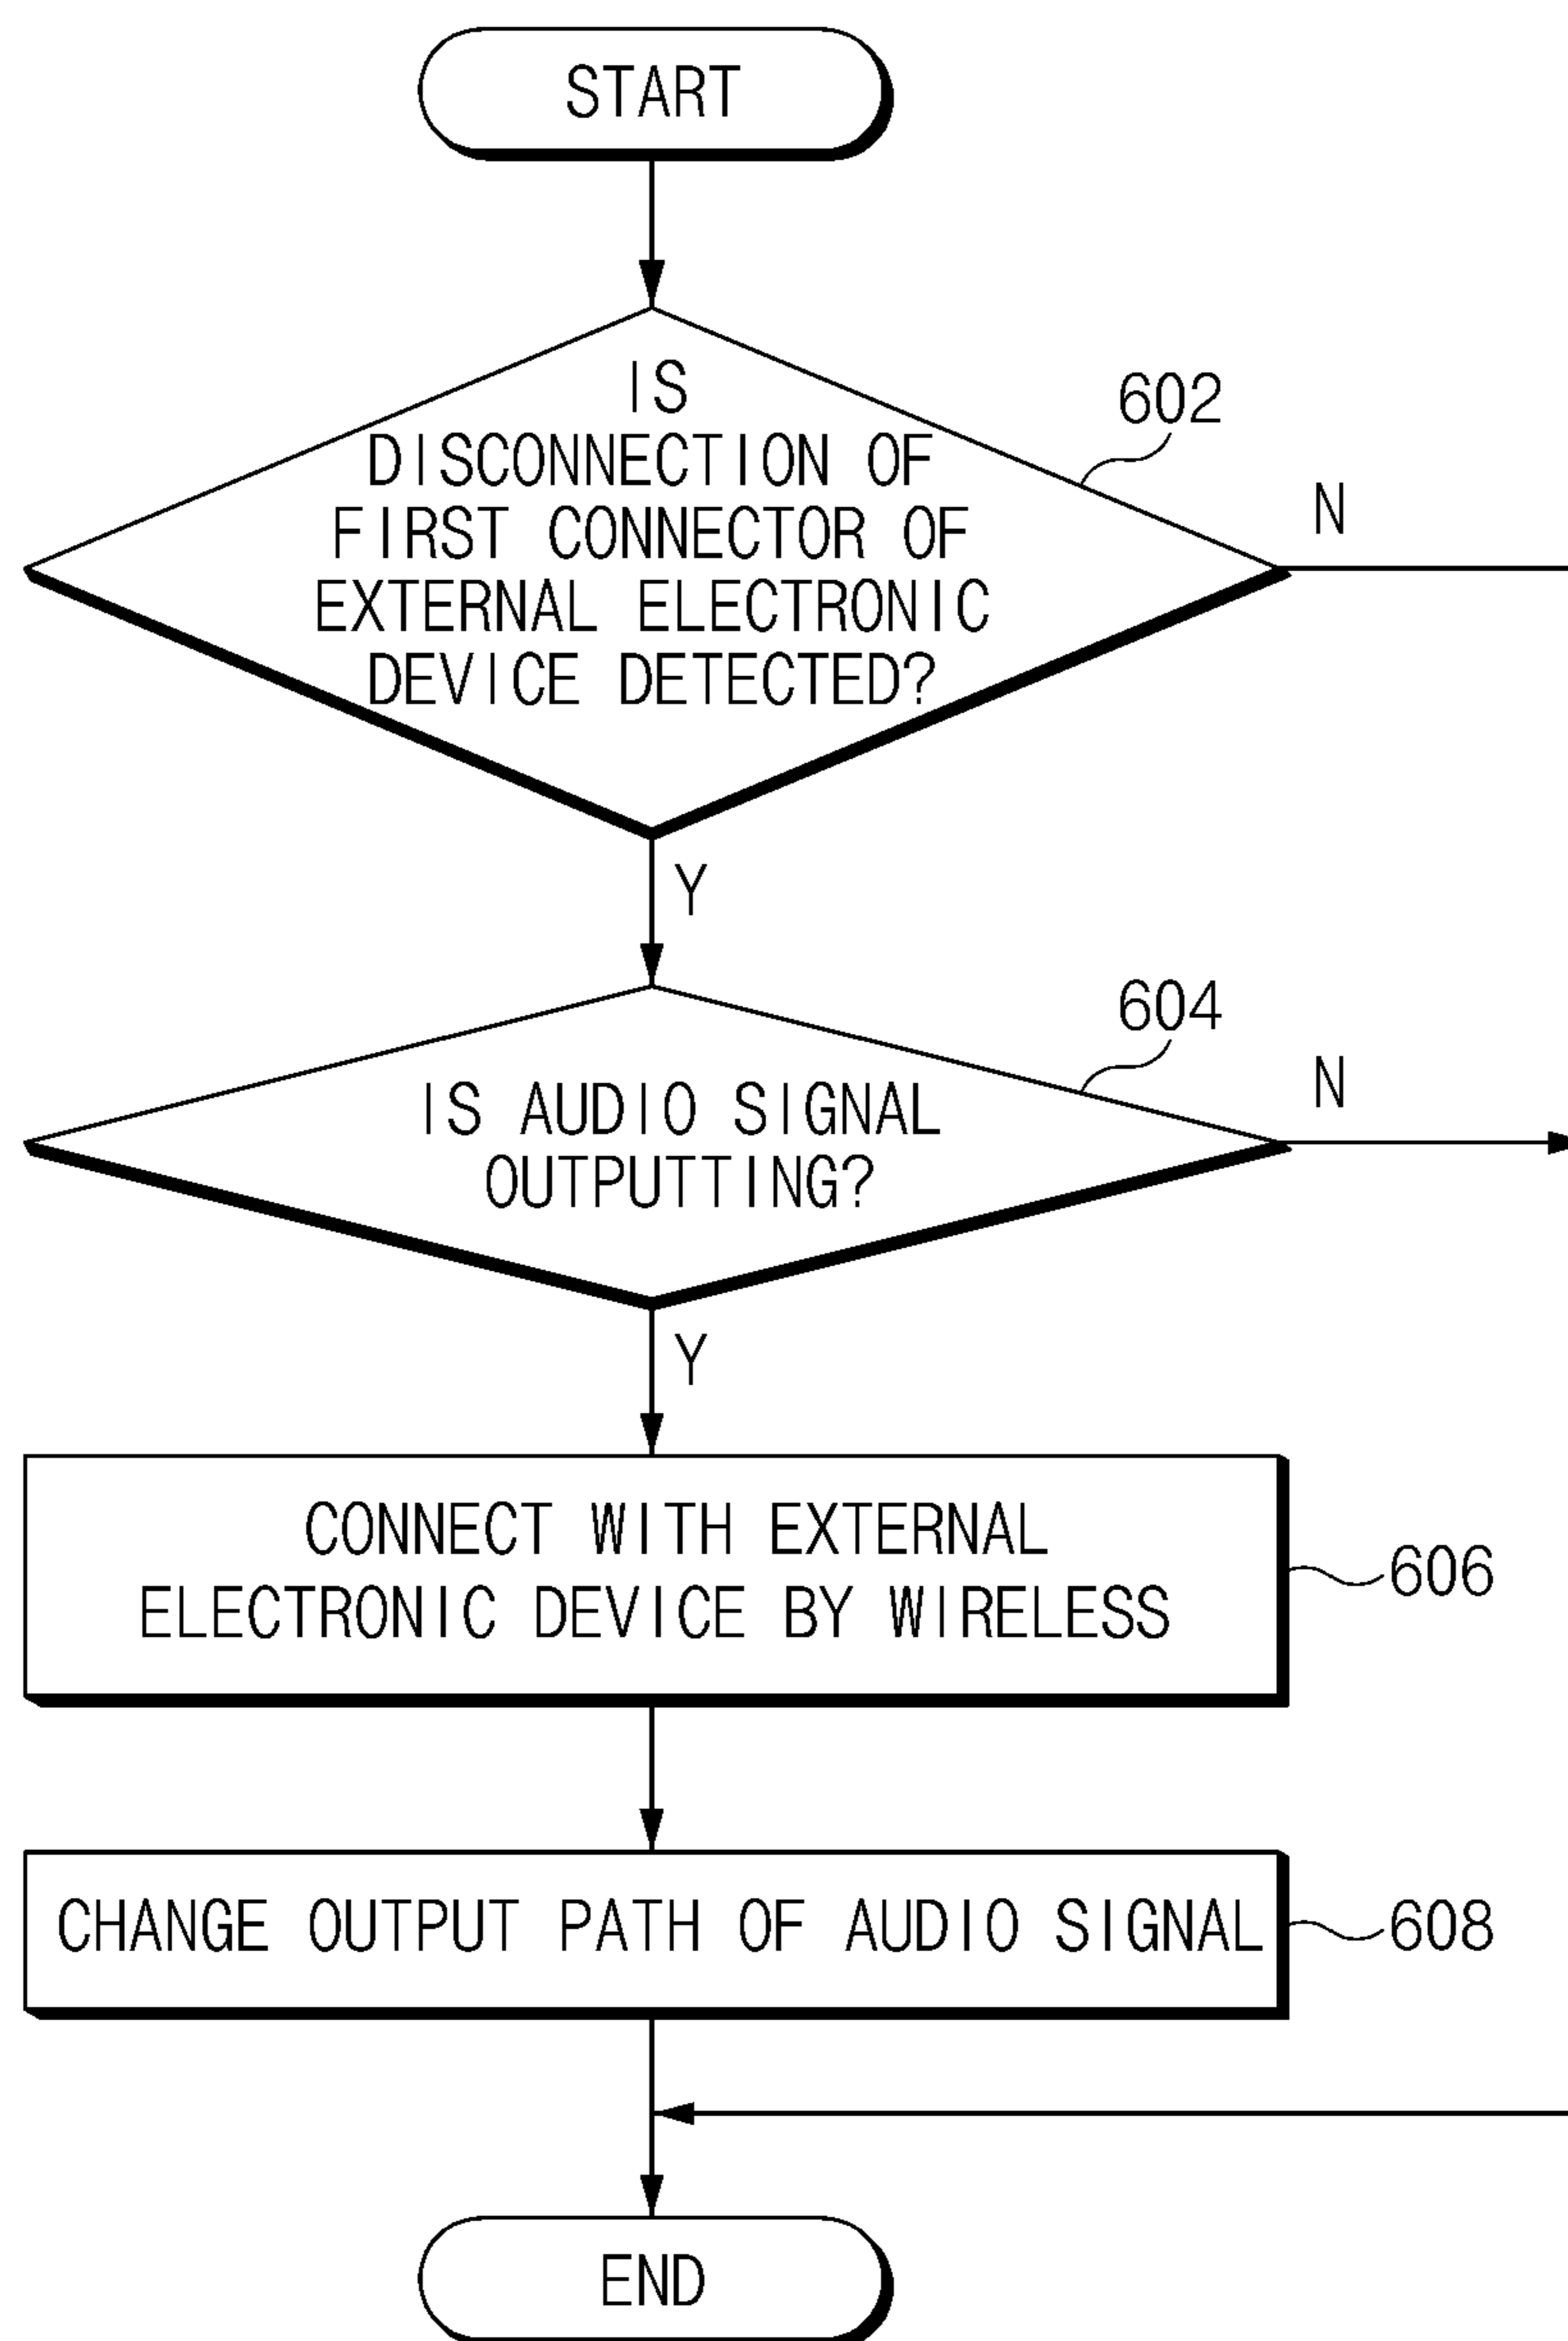 START
IS
DISCONNECTION OF
FIRST CONNECTOR OF
EXTERNAL ELECTRONIC
DEVICE DETECTED?
602
N
Y
IS AUDIO SIGNAL
OUTPUTTING?
604
N
Y
CONNECT WITH EXTERNAL
ELECTRONIC DEVICE BY WIRELESS
606
CHANGE OUTPUT PATH OF AUDIO SIGNAL
608
END